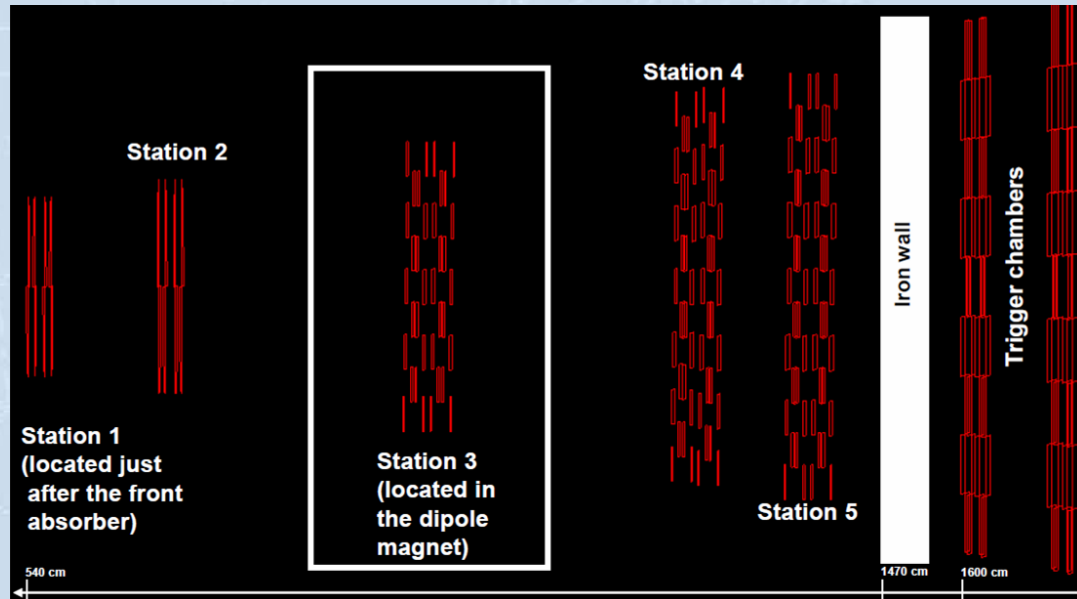 Station 4
Station 2
Station 1
(located just
after the front
absorber)
Station 3
(located in
the dipole
magnet)
Station 5
Iron wall
Trigger chambers
540 cm
1470 cm
1600 cm